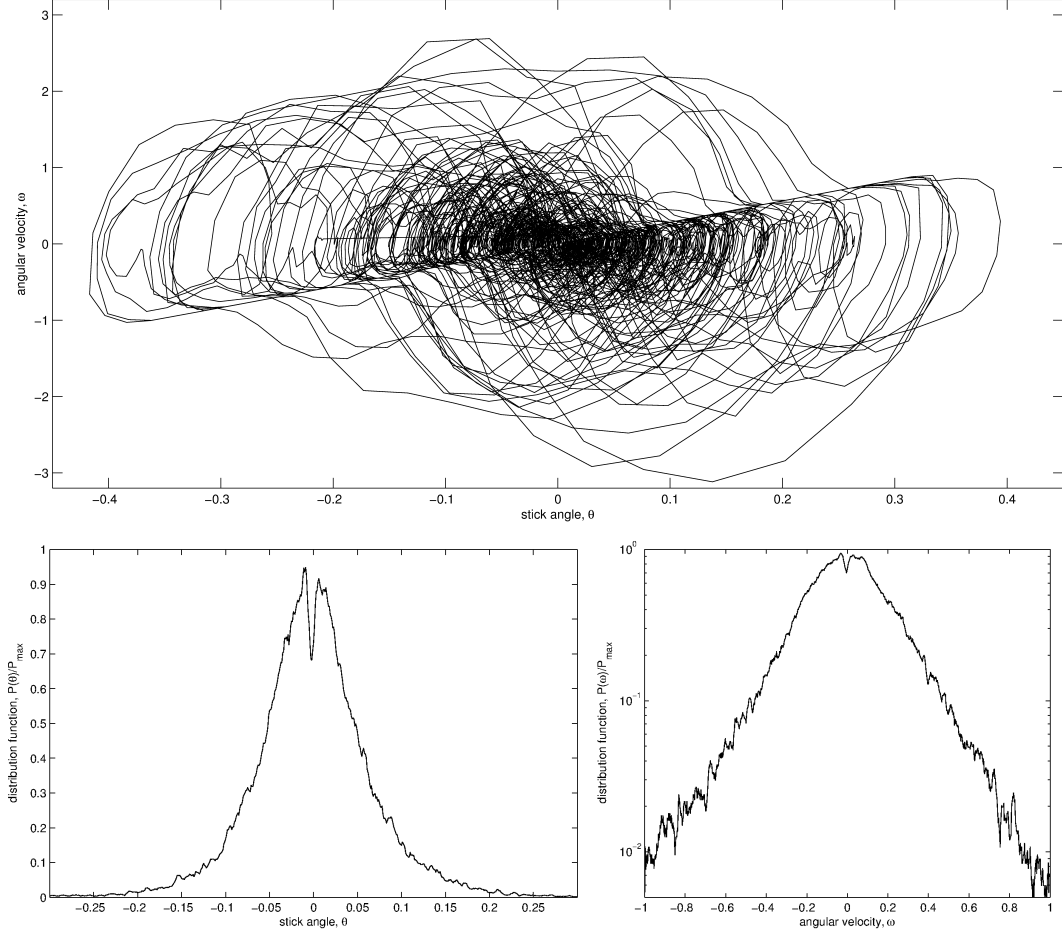 3
2
1
0
−1
−2
−3
angular velocity, ω
−0.4 −0.3 −0.2 −0.1 0 0.1 0.2 0.3 0.4
stick angle, θ
1
0.9
0.8
0.7
0.6
0.5
0.4
0.3
0.2
0.1
0
distribution function, P(θ)/Pmax
−0.25 −0.2 −0.15 −0.1 −0.05 0 0.05 0.1 0.15 0.2 0.25
stick angle, θ
10^0
10^−1
10^−2
distribution function, P(ω)/Pmax
−1 −0.8 −0.6 −0.4 −0.2 0 0.2 0.4 0.6 0.8 1
angular velocity, ω